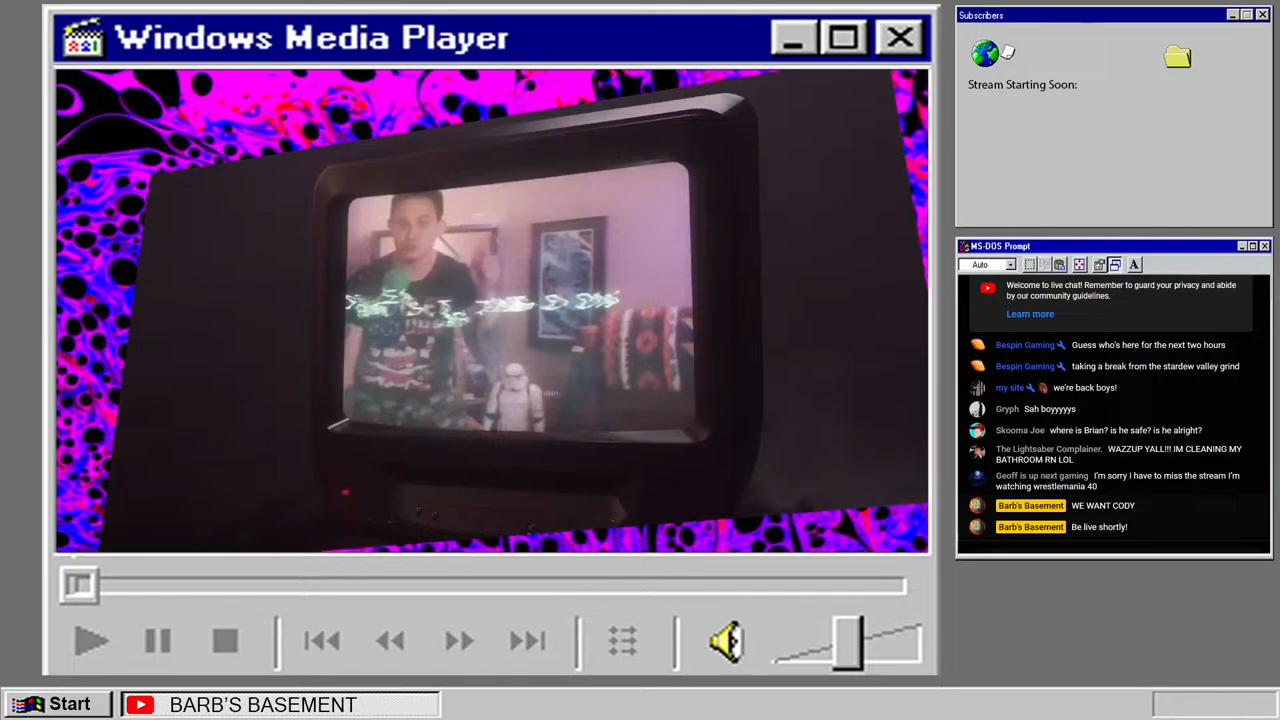 Windows Media Player
Subscribers
Stream Starting Soon:
MS-DOS Prompt
Auto
A
Welcome to live chat! Remember to guard your privacy and abide
by our community guidelines.
Learn more
Bespin Gaming Guess who's here for the next two hours
Bespin Gaming taking a break from the stardew valley grind
my site we're back boys!
Gryph Sah boyyyyys
Skooma Joe where is Brian? is he safe? is he alright?
The Lightsaber Complainer. WAZZUP YALL!!! IM CLEANING MY
BATHROOM RN LOL
Geoff is up next gaming I'm sorry I have to miss the stream I'm
watching wrestlemania 40
Barb's Basement WE WANT CODY
Barb's Basement Be live shortly!
Start
BARB'S BASEMENT